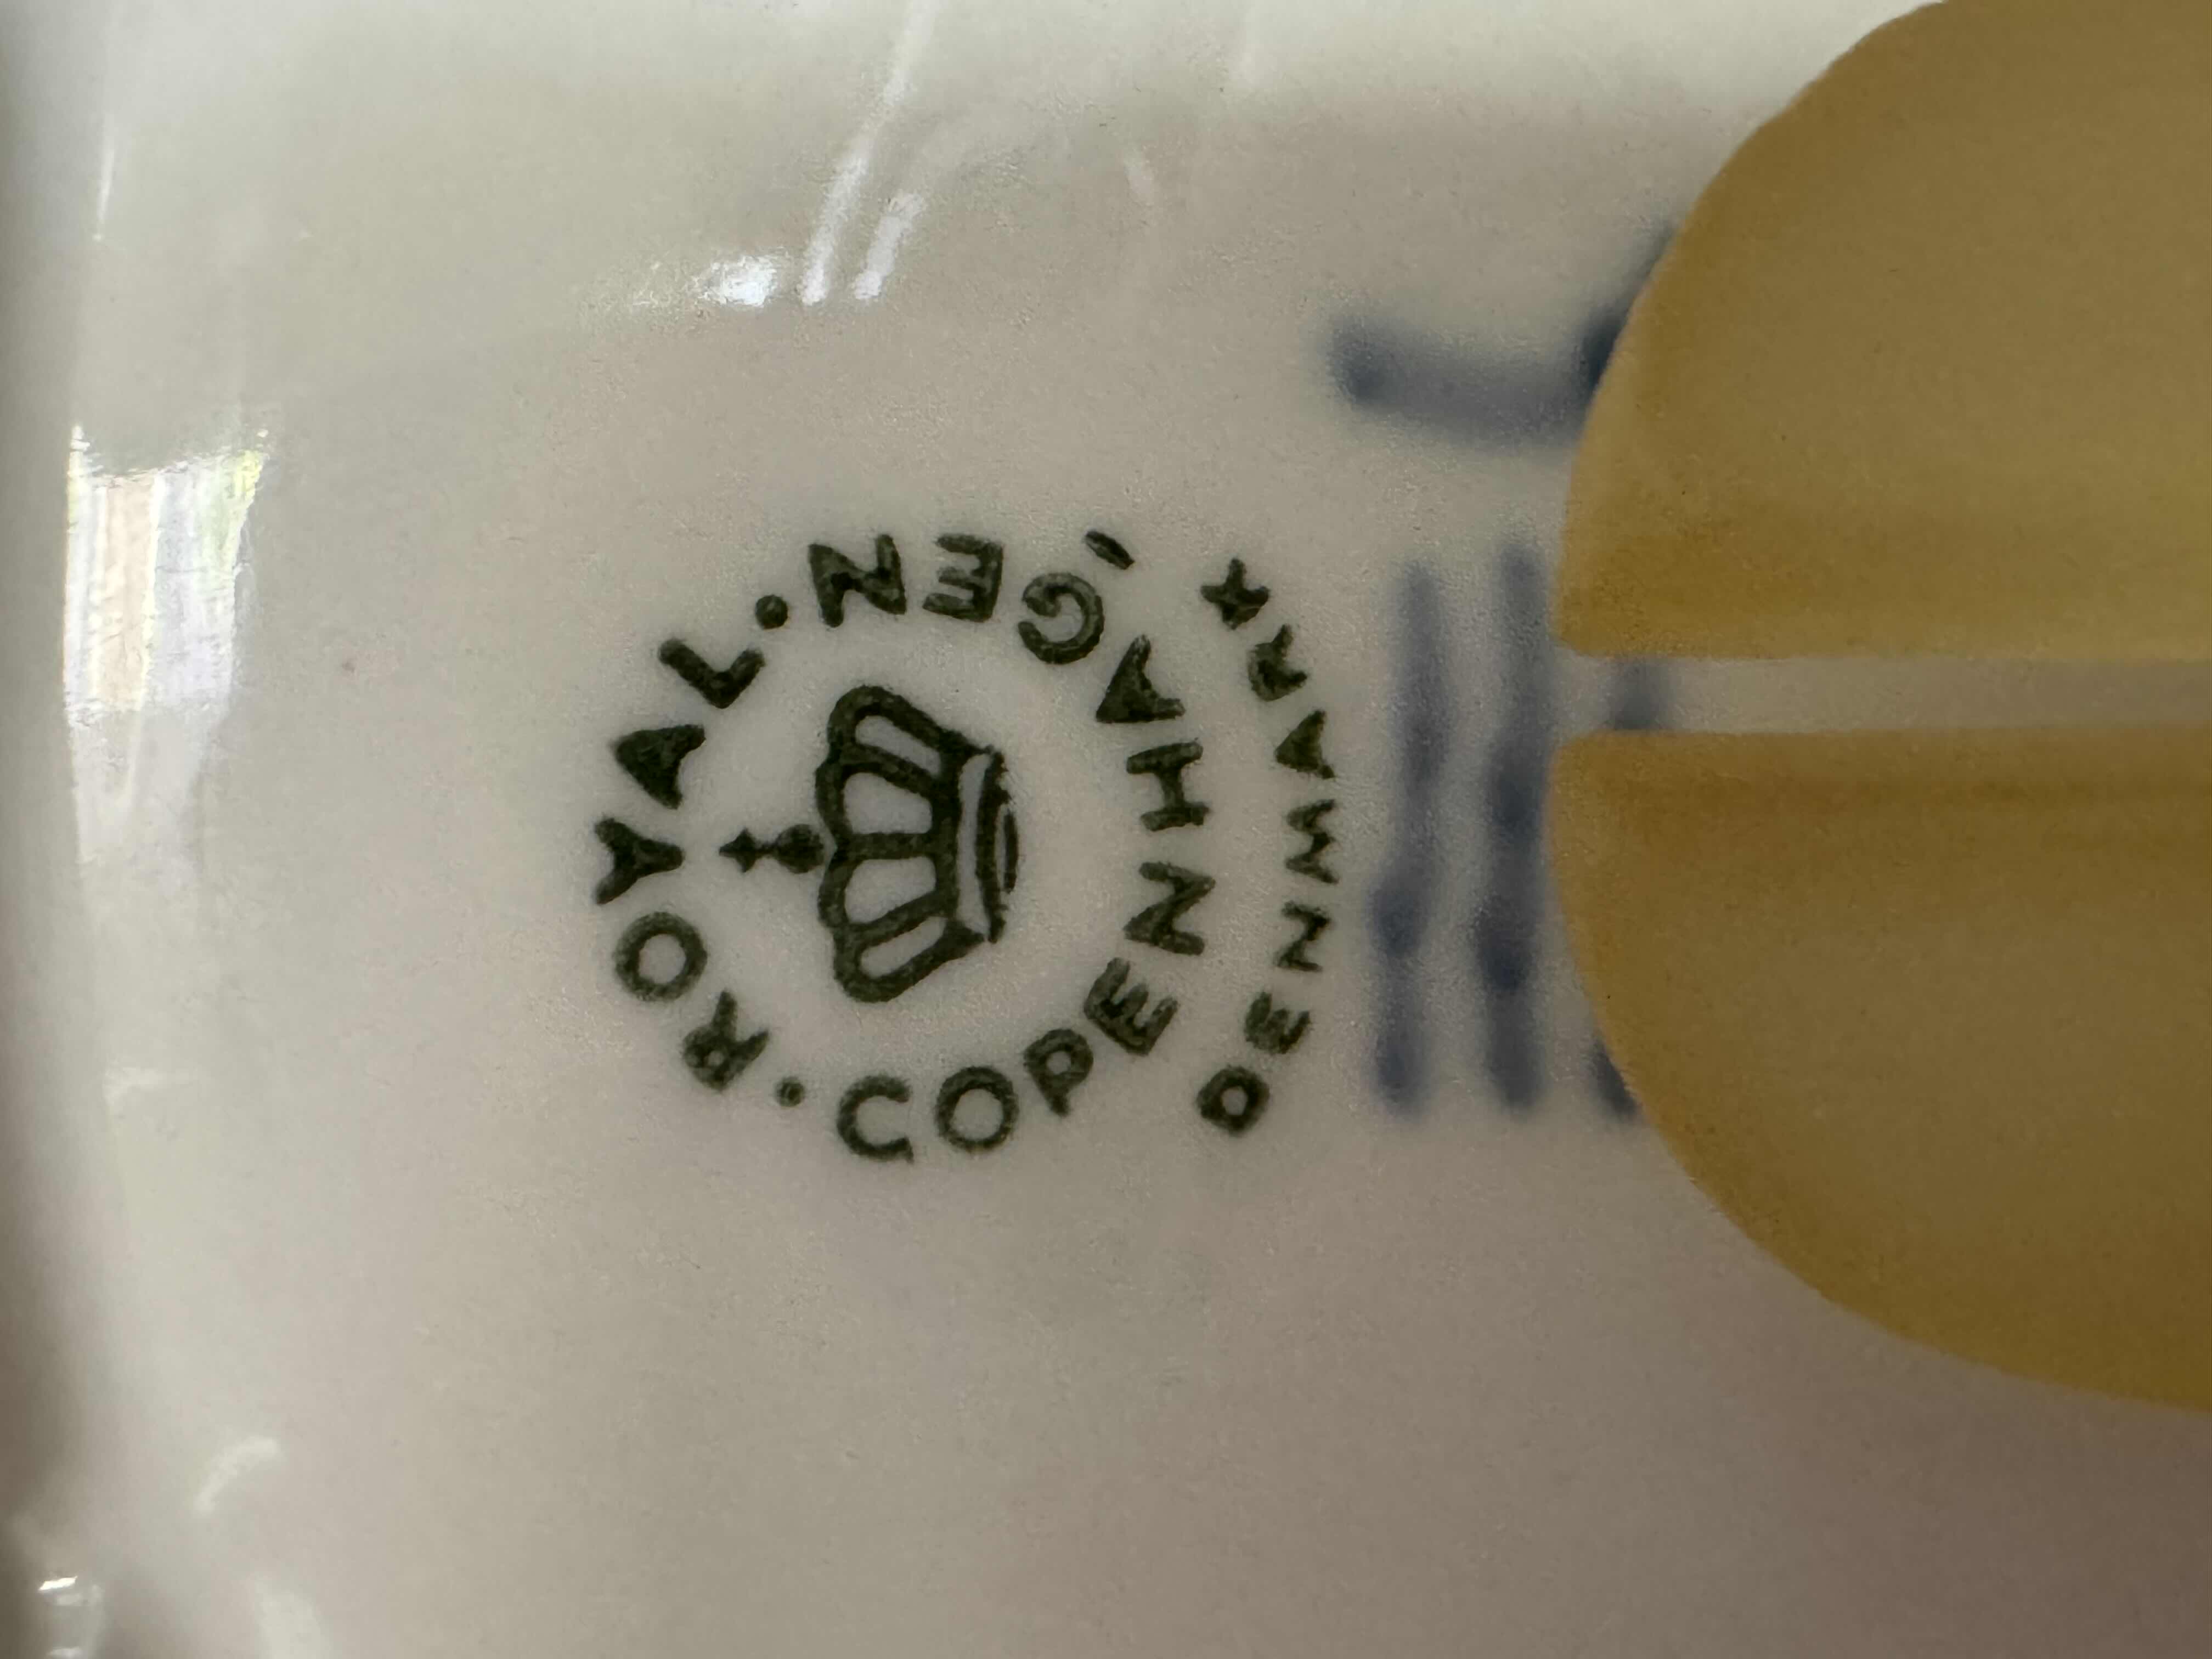 ROYAL · COPENHAGEN ·
DENMARK